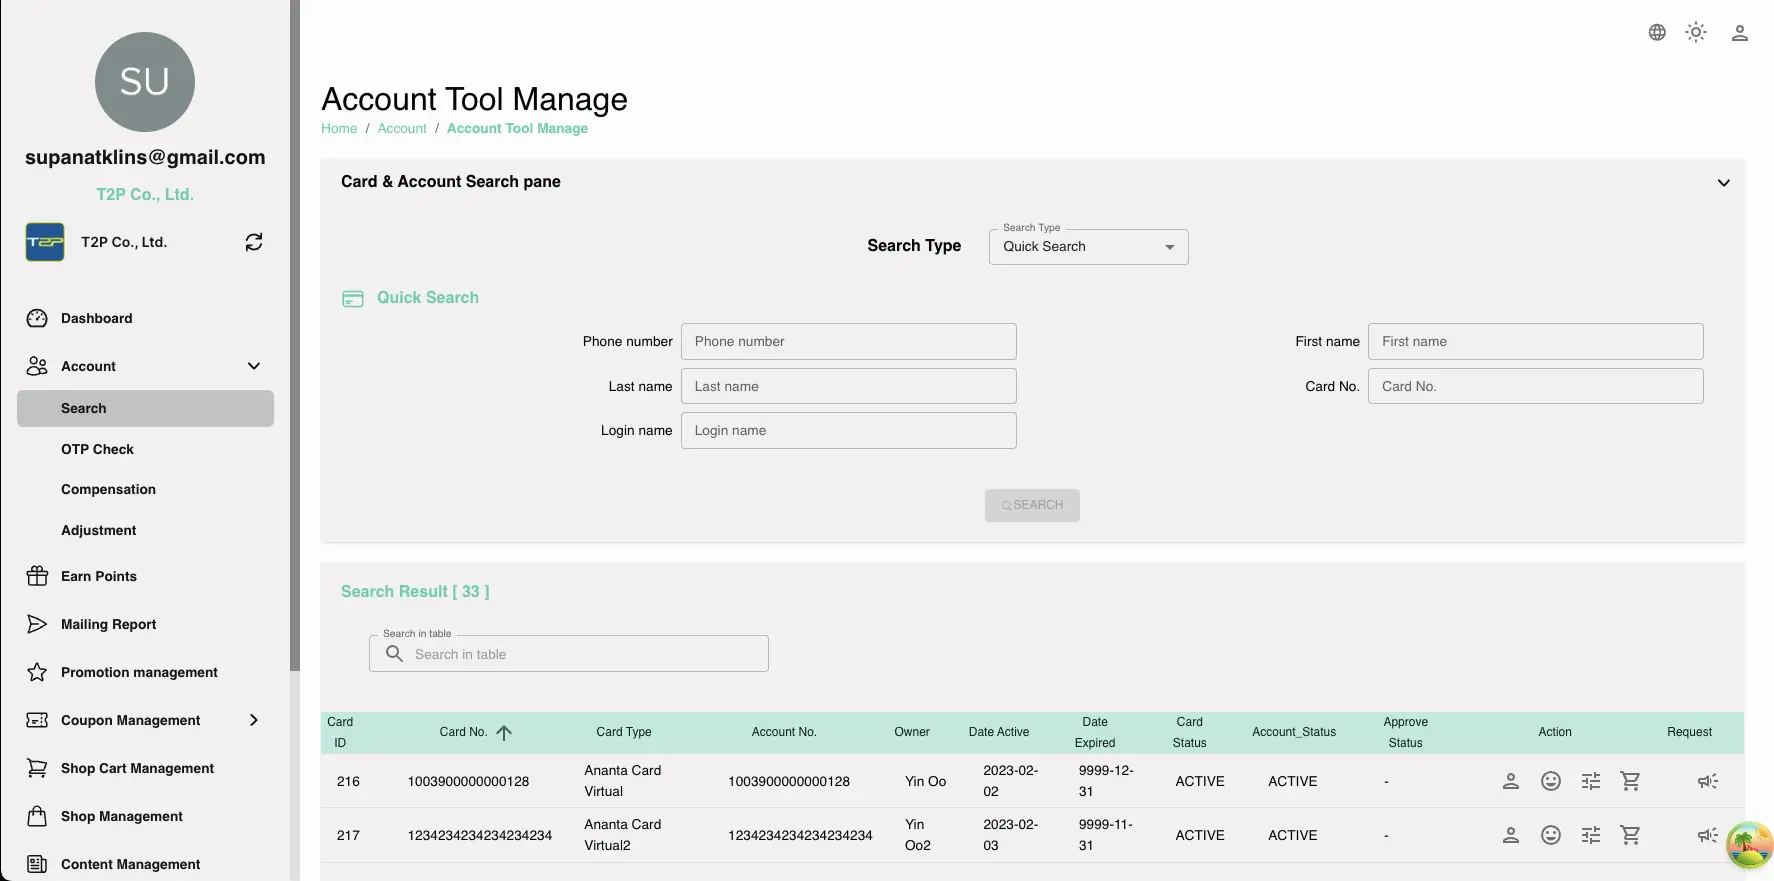 SU
supanatklins@gmail.com
T2P Co., Ltd.
T2P T2P Co., Ltd.
Dashboard
Account
Search
OTP Check
Compensation
Adjustment
Earn Points
Mailing Report
Promotion management
Coupon Management
Shop Cart Management
Shop Management
Content Management
Account Tool Manage
Home / Account / Account Tool Manage
Card & Account Search pane
Search Type
Search Type Quick Search
Quick Search
Phone number Phone number First name First name
Last name Last name Card No. Card No.
Login name Login name
SEARCH
Search Result [ 33 ]
Search in table
Search in table
Card ID Card No. Card Type Account No. Owner Date Active Date Expired Card Status Account_Status Approve Status Action Request
216 1003900000000128 Ananta Card Virtual 1003900000000128 Yin Oo 2023-02-02 9999-12-31 ACTIVE ACTIVE -
217 1234234234234234234 Ananta Card Virtual2 1234234234234234234 Yin Oo2 2023-02-03 9999-11-31 ACTIVE ACTIVE -